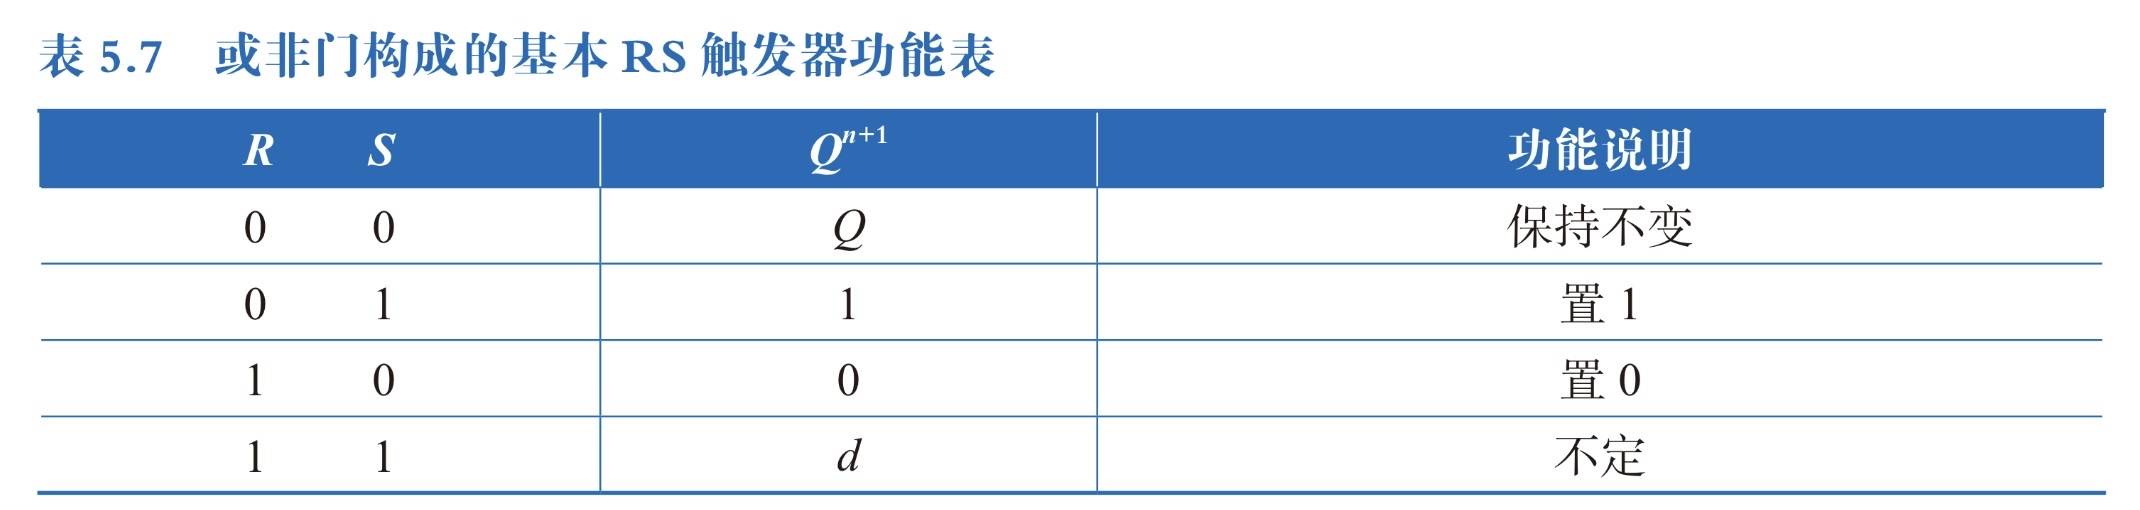 表 5.7 或非门构成的基本 RS 触发器功能表
R S Qⁿ⁺¹ 功能说明
0 0 Q 保持不变
0 1 1 置 1
1 0 0 置 0
1 1 d 不定